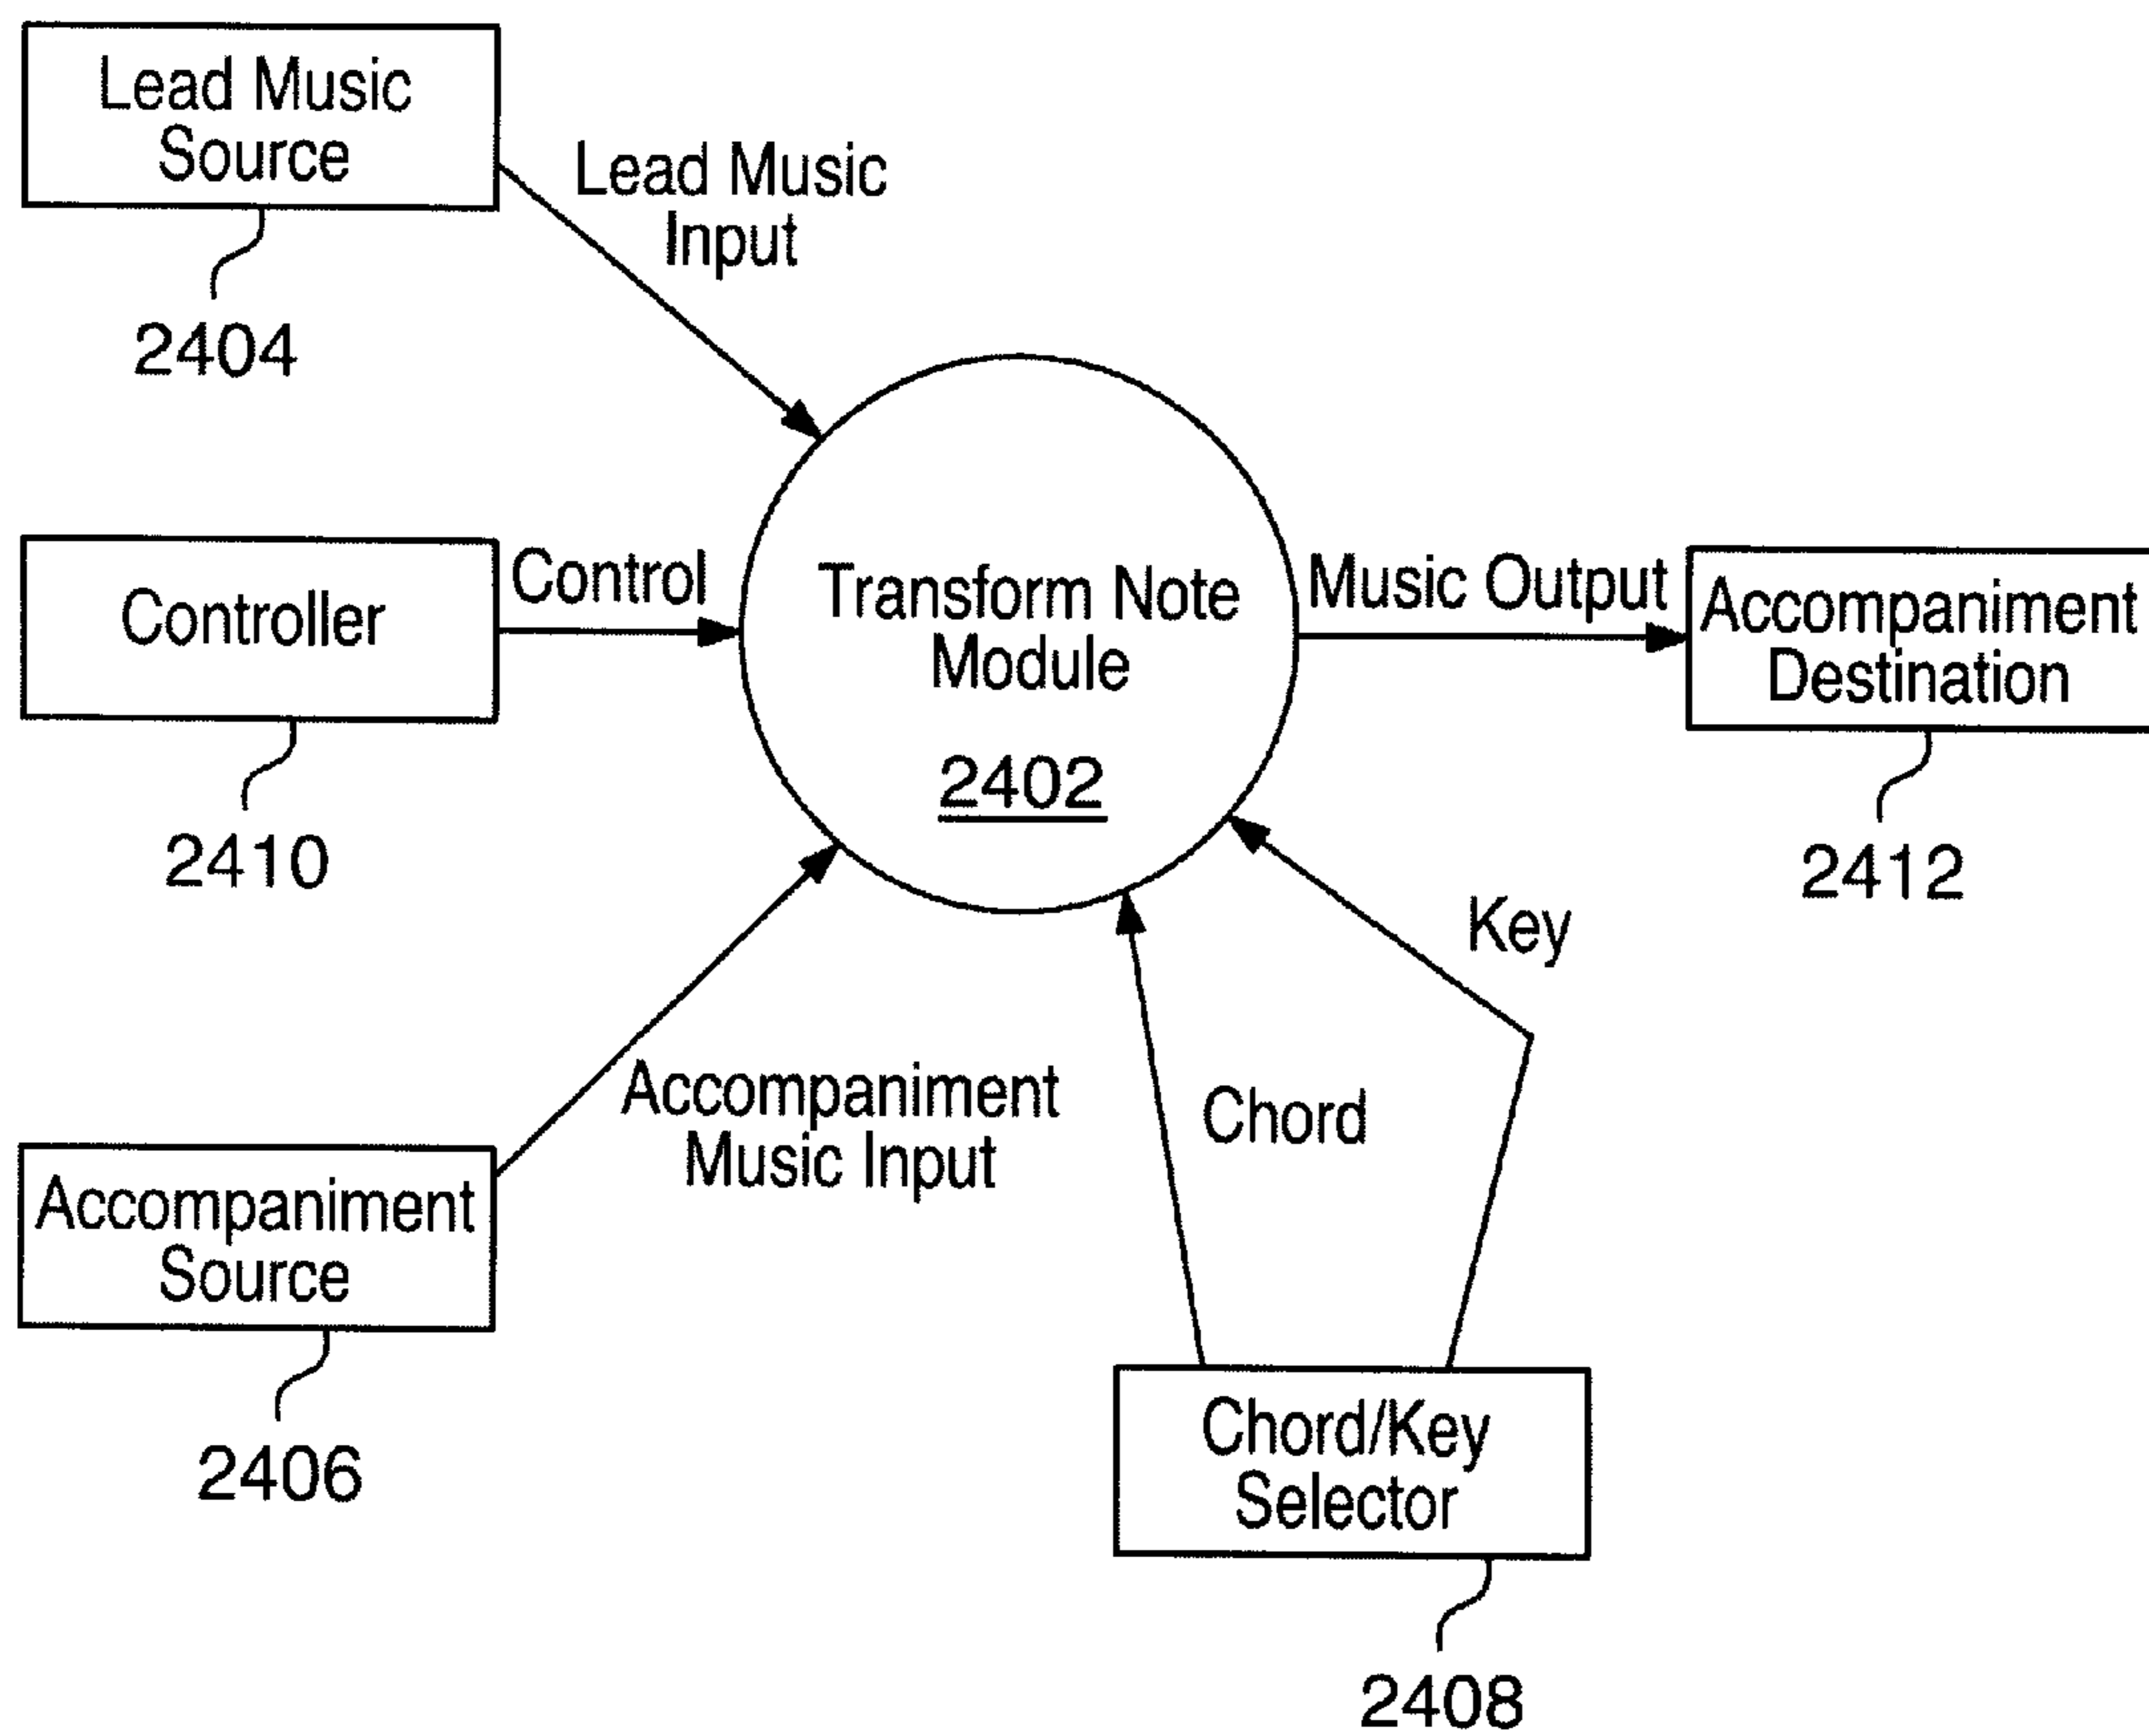 Lead Music
Source
2404
Lead Music
Input
Controller
2410
Control
Transform Note
Module
2402
Music Output
Accompaniment
Destination
2412
Accompaniment
Source
2406
Accompaniment
Music Input
Chord
Key
Chord/Key
Selector
2408